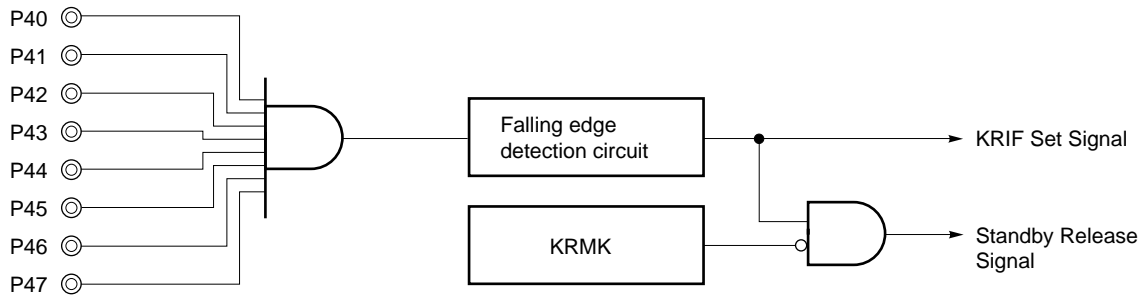 P40
P41
P42
P43
P44
P45
P46
P47
Falling edge
detection circuit
KRMK
KRIF Set Signal
Standby Release
Signal